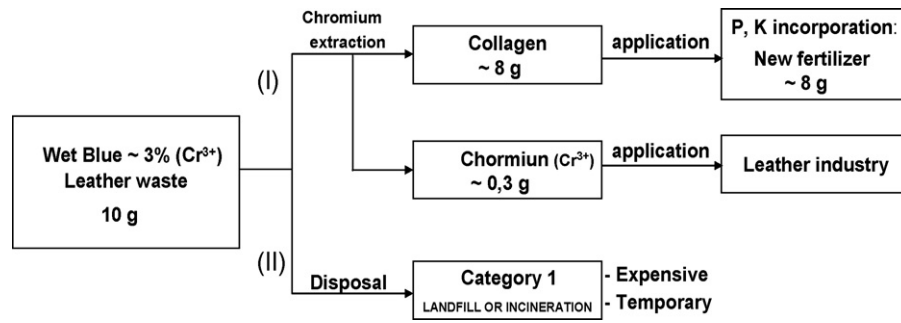 Chromium
extraction
(I)
Collagen
~ 8 g
application
P, K incorporation:
New fertilizer
~ 8 g
Wet Blue ~ 3% (Cr³⁺)
Leather waste
10 g
Chormiun (Cr³⁺)
~ 0,3 g
application
Leather industry
(II)
Disposal
Category 1
LANDFILL OR INCINERATION
- Expensive
- Temporary